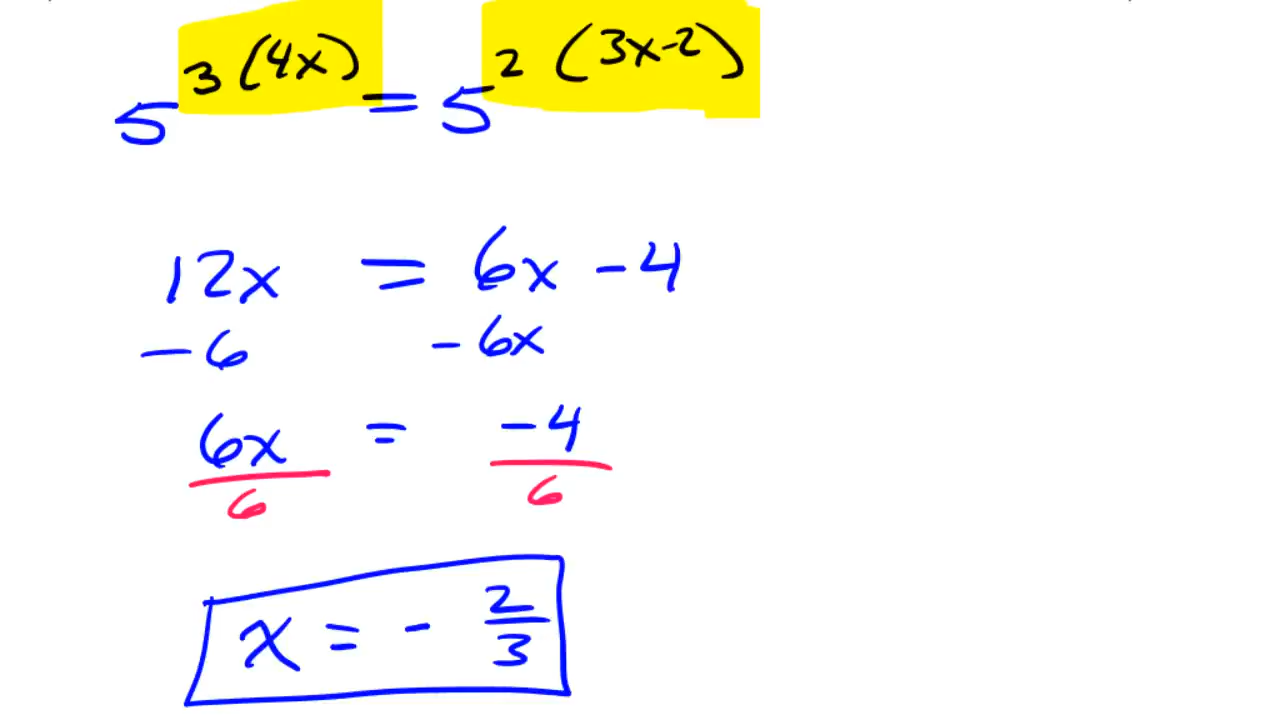 5^{3(4x)} = 5^{2(3x-2)}
12x = 6x - 4
-6 -6x
6x/6 = -4/6
x = - 2/3